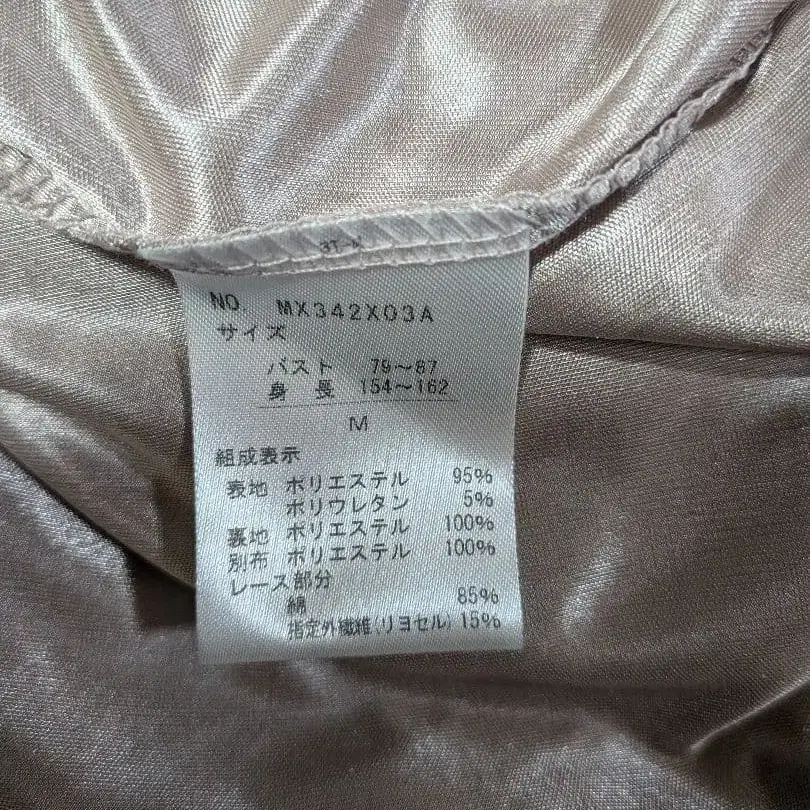 NO. MX342X03A
サイズ
バスト 79~87
身長 154~162
M
組成表示
表地 ポリエステル 95%
ポリウレタン 5%
裏地 ポリエステル 100%
別布 ポリエステル 100%
レース部分
綿 85%
指定外繊維(リヨセル) 15%